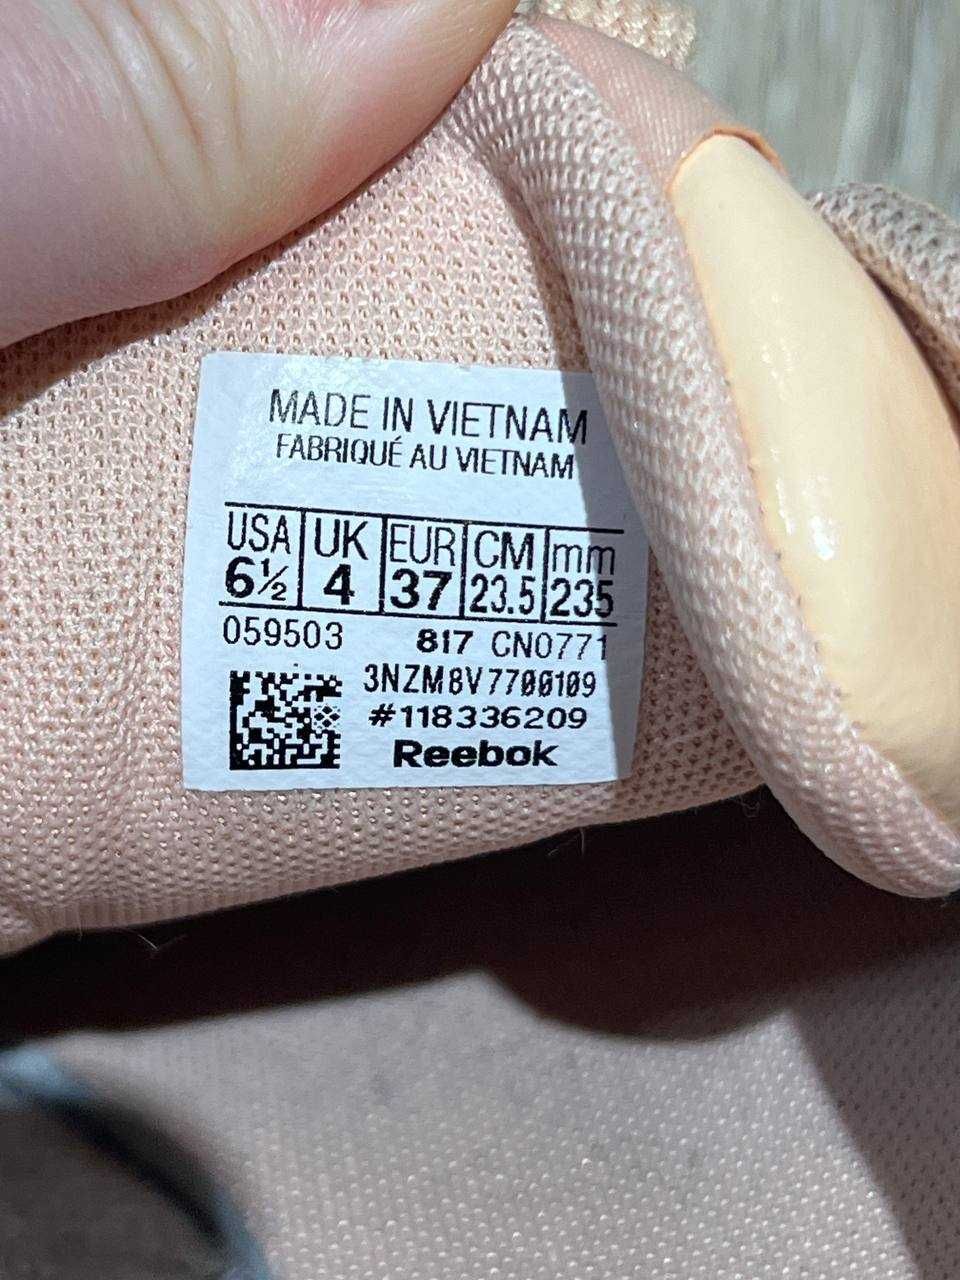 MADE IN VIETNAM
FABRIQUÉ AU VIETNAM
USA UK EUR CM mm
6½ 4 37 23.5 235
059503 817 CN0771
3NZM8V7700109
#118336209
Reebok